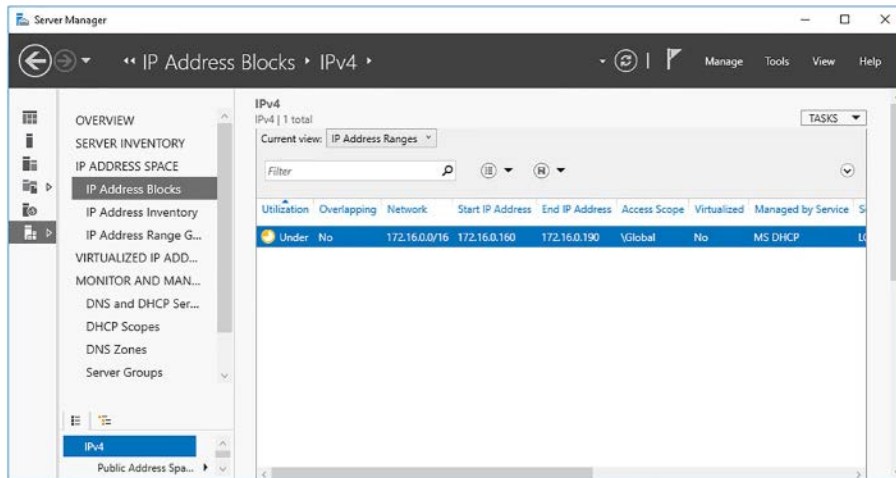 Server Manager
IP Address Blocks IPv4
Manage Tools View Help
OVERVIEW
SERVER INVENTORY
IP ADDRESS SPACE
IP Address Blocks
IP Address Inventory
IP Address Range G...
VIRTUALIZED IP ADD...
MONITOR AND MAN...
DNS and DHCP Ser...
DHCP Scopes
DNS Zones
Server Groups
IPv4
Public Address Spa...
IPv4
IPv4 | 1 total
TASKS
Current view: IP Address Ranges
Filter
Utilization Overlapping Network Start IP Address End IP Address Access Scope Virtualized Managed by Service
Under No 172.16.0.0/16 172.16.0.160 172.16.0.190 \Global No MS DHCP